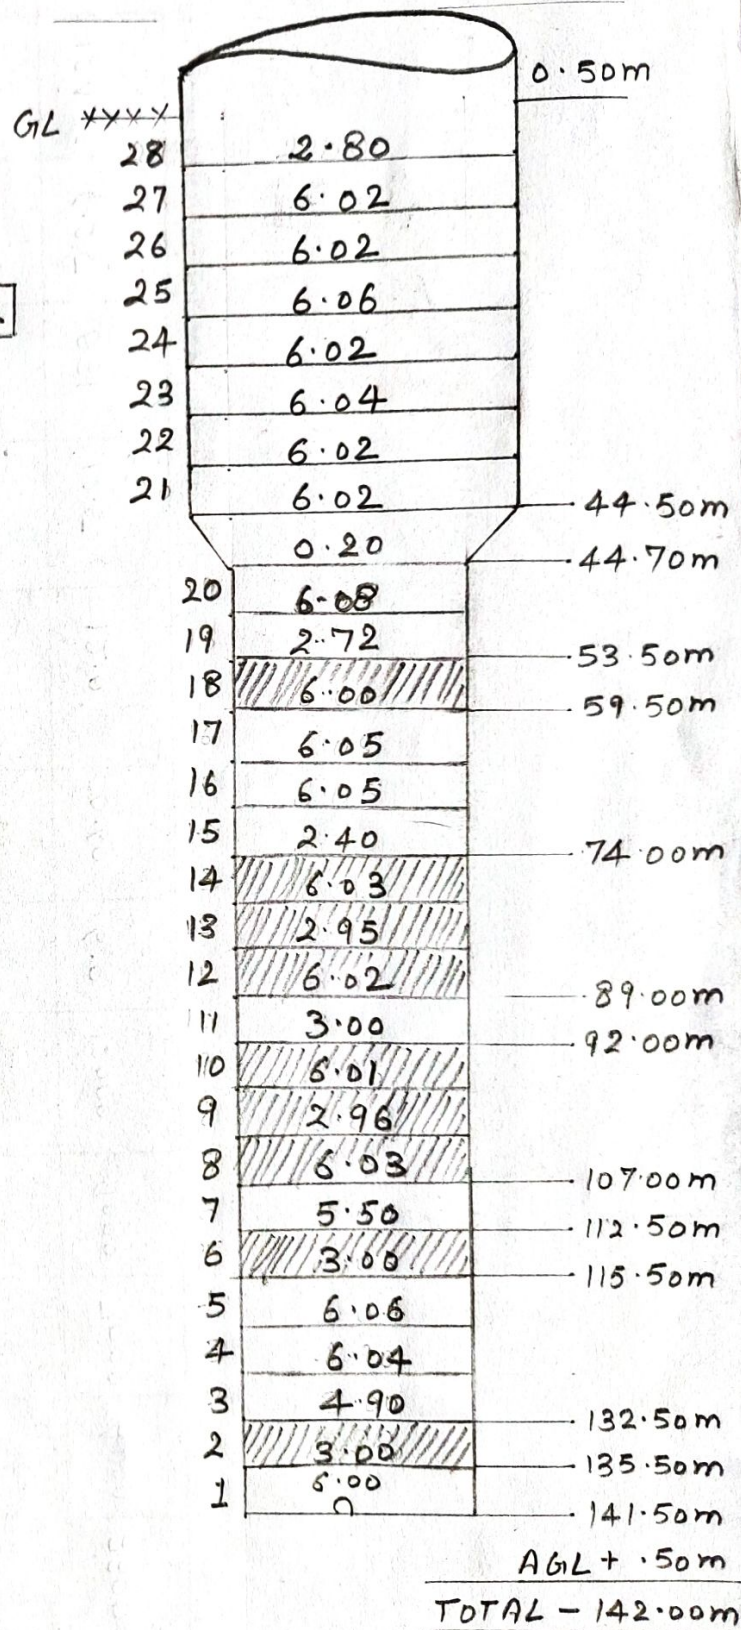 0.50m
GL xxxx
28 2.80
27 6.02
26 6.02
25 6.06
24 6.02
23 6.04
22 6.02
21 6.02 44.50m
0.20 44.70m
20 6.08
19 2.72 53.50m
18 6.00 59.50m
17 6.05
16 6.05
15 2.40 74.00m
14 6.03
13 2.95
12 6.02 89.00m
11 3.00 92.00m
10 6.01
9 2.96
8 6.03 107.00m
7 5.50 112.50m
6 3.00 115.50m
5 6.06
4 6.04
3 4.90 132.50m
2 3.00 135.50m
1 6.00 141.50m
AGL + .50m
TOTAL - 142.00m